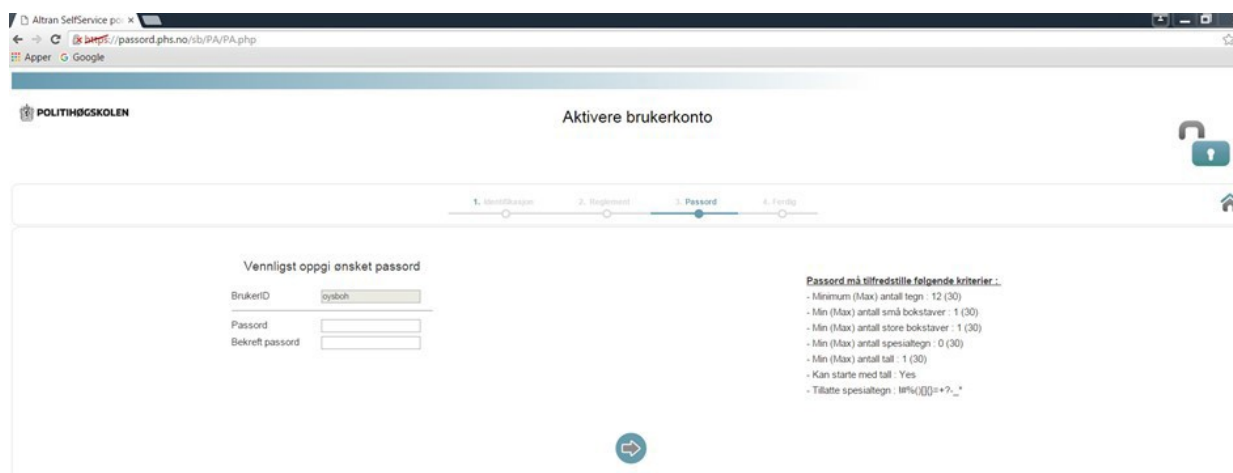 Altran SelfService po
https://passord.phs.no/sb/PA/PA.php
Apper G Google
POLITIHØGSKOLEN
Aktivere brukerkonto
1. Identifikasjon 2. Reglement 3. Passord 4. Ferdig
Vennligst oppgi ønsket passord
BrukerID oysboh
Passord
Bekreft passord
Passord må tilfredstille følgende kriterier :
- Minimum (Max) antall tegn : 12 (30)
- Min (Max) antall små bokstaver : 1 (30)
- Min (Max) antall store bokstaver : 1 (30)
- Min (Max) antall spesialtegn : 0 (30)
- Min (Max) antall tall : 1 (30)
- Kan starte med tall : Yes
- Tillatte spesialtegn : !#%()[]{}=+?-_*